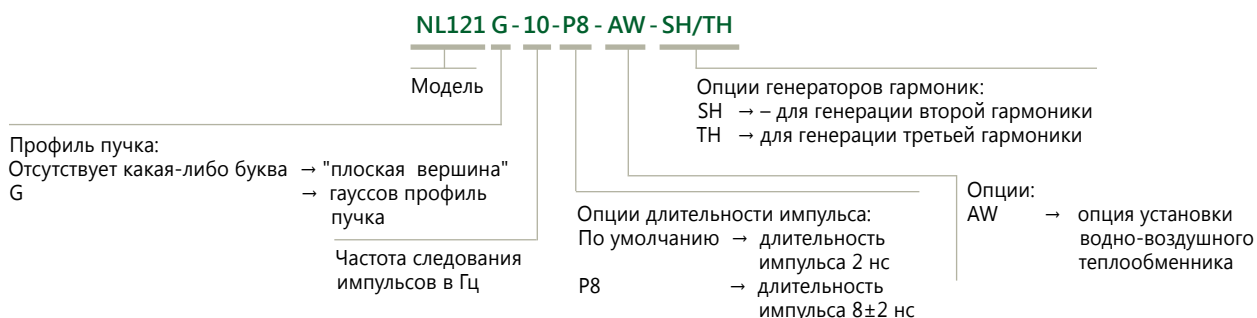 NL121 G - 10 - P8 - AW - SH/TH
Модель
Опции генераторов гармоник:
SH → – для генерации второй гармоники
TH → для генерации третьей гармоники
Профиль пучка:
Отсутствует какая-либо буква → "плоская вершина"
G → гауссов профиль
пучка
Частота следования
импульсов в Гц
Опции длительности импульса:
По умолчанию → длительность
импульса 2 нс
P8 → длительность
импульса 8±2 нс
Опции:
AW → опция установки
водно-воздушного
теплообменника